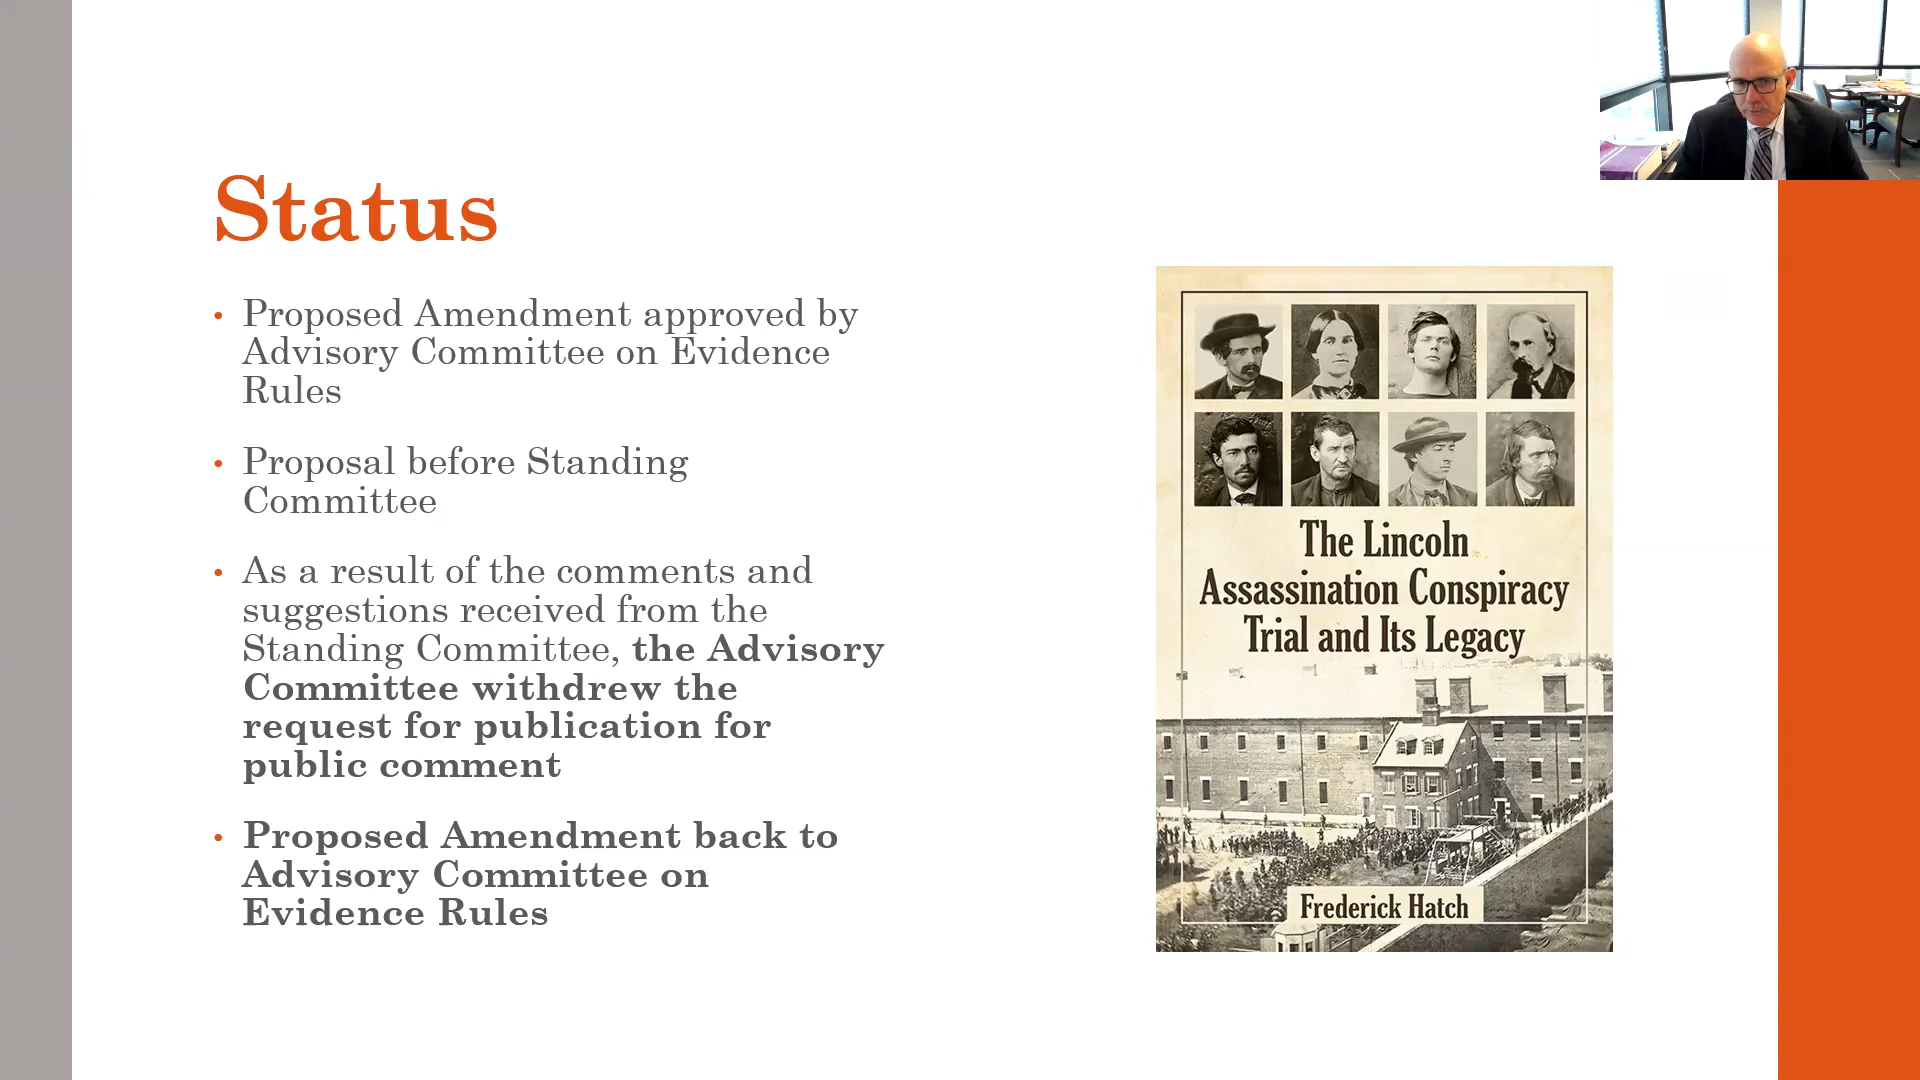 Status
• Proposed Amendment approved by
Advisory Committee on Evidence
Rules
• Proposal before Standing
Committee
• As a result of the comments and
suggestions received from the
Standing Committee, the Advisory
Committee withdrew the
request for publication for
public comment
• Proposed Amendment back to
Advisory Committee on
Evidence Rules
The Lincoln
Assassination Conspiracy
Trial and Its Legacy
Frederick Hatch